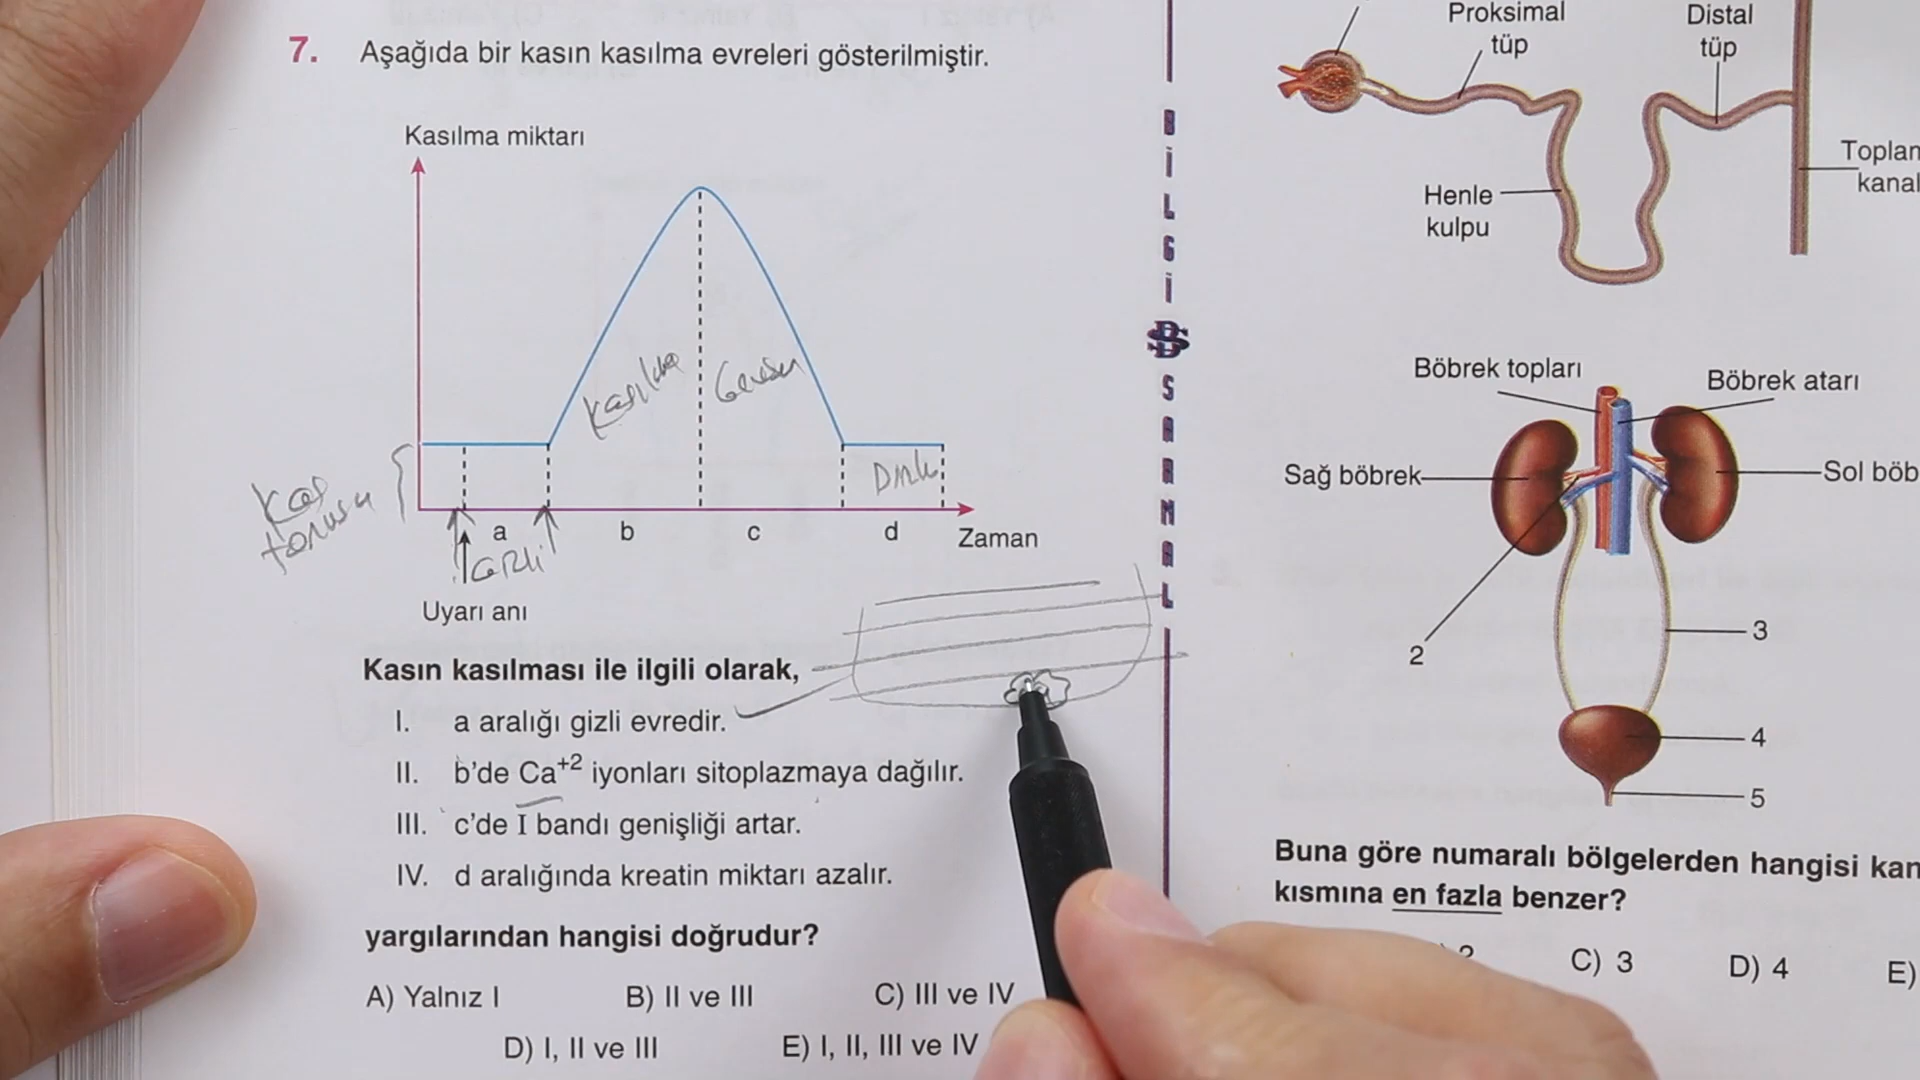 7. Aşağıda bir kasın kasılma evreleri gösterilmiştir.
Kasılma miktarı
Kasılma
Gevşeme
Kas
tonusu
Dinlen
a
b
c
d
Zaman
Gizli
Uyarı anı
Kasın kasılması ile ilgili olarak,
I. a aralığı gizli evredir.
II. b'de Ca+2 iyonları sitoplazmaya dağılır.
III. c'de I bandı genişliği artar.
IV. d aralığında kreatin miktarı azalır.
yargılarından hangisi doğrudur?
A) Yalnız I
B) II ve III
C) III ve IV
D) I, II ve III
E) I, II, III ve IV
BİLGİ SARMAL
Proksimal
tüp
Distal
tüp
Toplan
kanal
Henle
kulpu
Böbrek topları
Böbrek atarı
Sağ böbrek
Sol böb
2
3
4
5
Buna göre numaralı bölgelerden hangisi kan
kısmına en fazla benzer?
C) 3
D) 4
E)